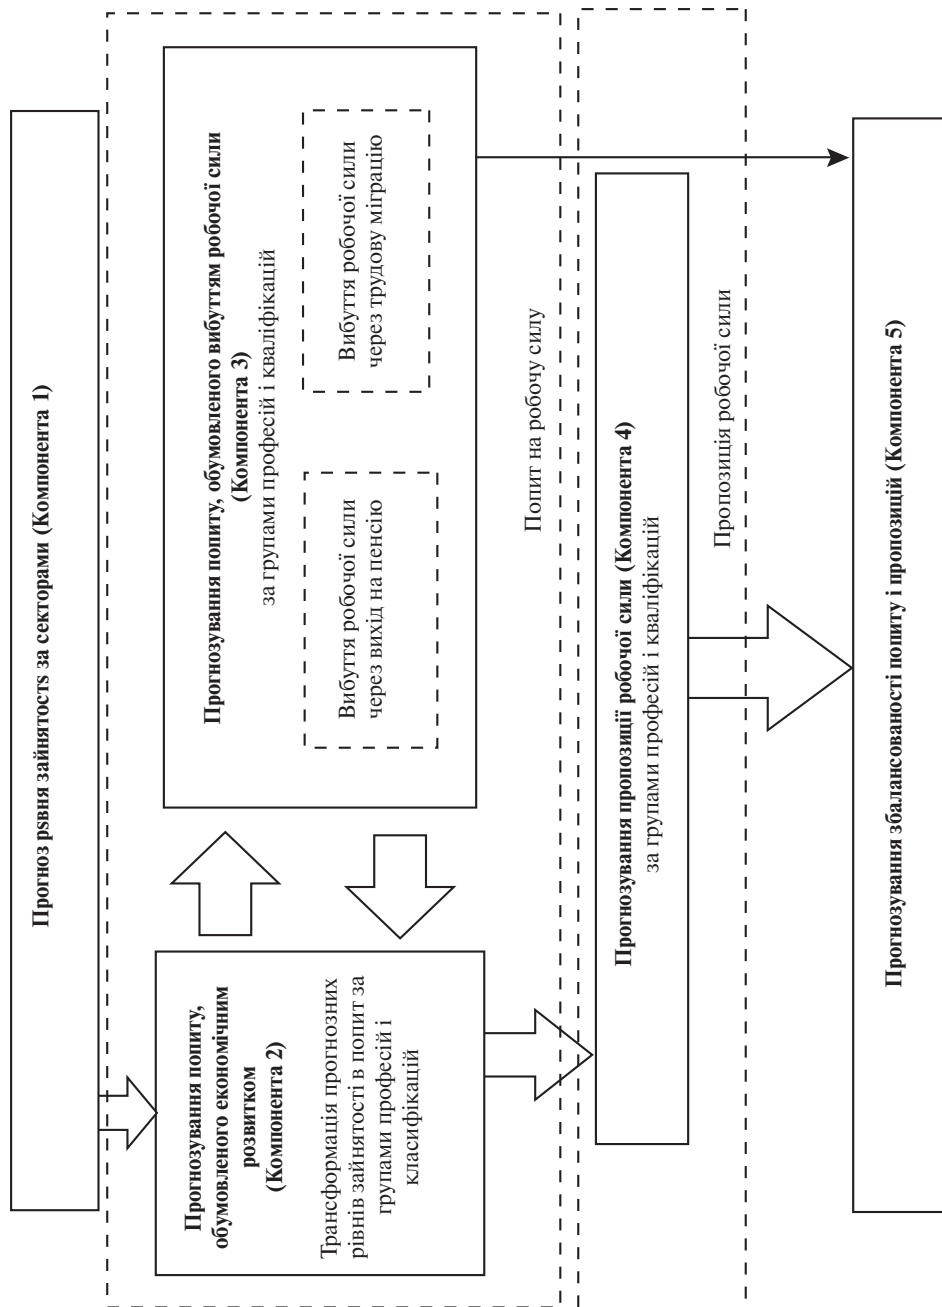 Прогноз рsвня зайнятостs за секторами (Компонента 1)
Прогнозування попиту,
обумовленого економічним
розвитком
(Компонента 2)
Трансформація прогнозних
рівнів зайнятості в попит за
групами професій і
класифікацій
Прогнозування попиту, обумовленого вибуттям робочої сили
(Компонента 3)
за групами професій і кваліфікацій
Вибуття робочої сили
через вихід на пенсію
Вибуття робочої сили
через трудову міграцію
Попит на робочу силу
Прогнозування пропозиції робочої сили (Компонента 4)
за групами професій і кваліфікацій
Пропозиція робочої сили
Прогнозування збалансованості попиту і пропозицій (Компонента 5)